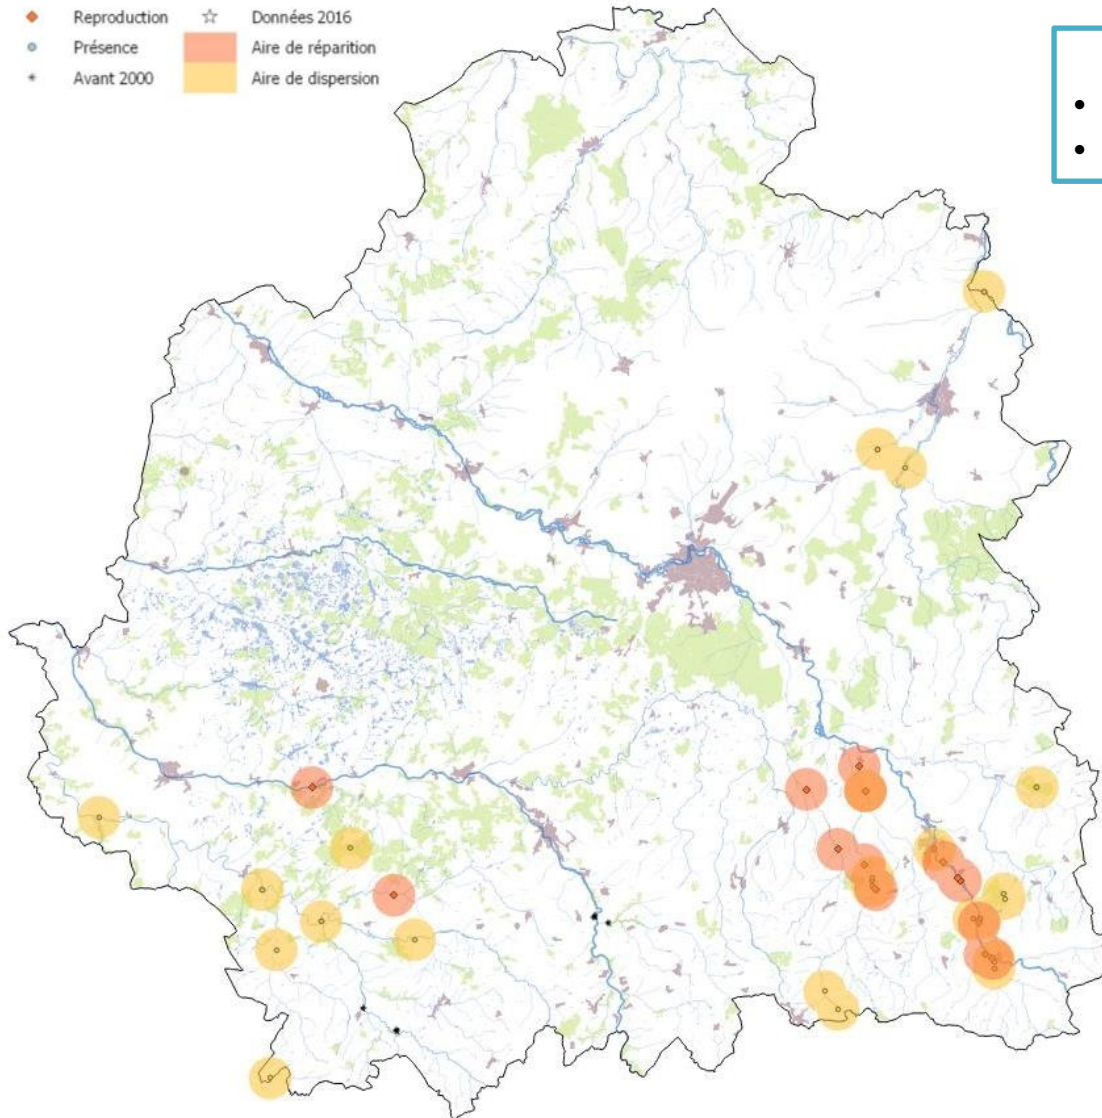 Reproduction
Données 2016
Présence
Aire de réparition
Avant 2000
Aire de dispersion
•
•